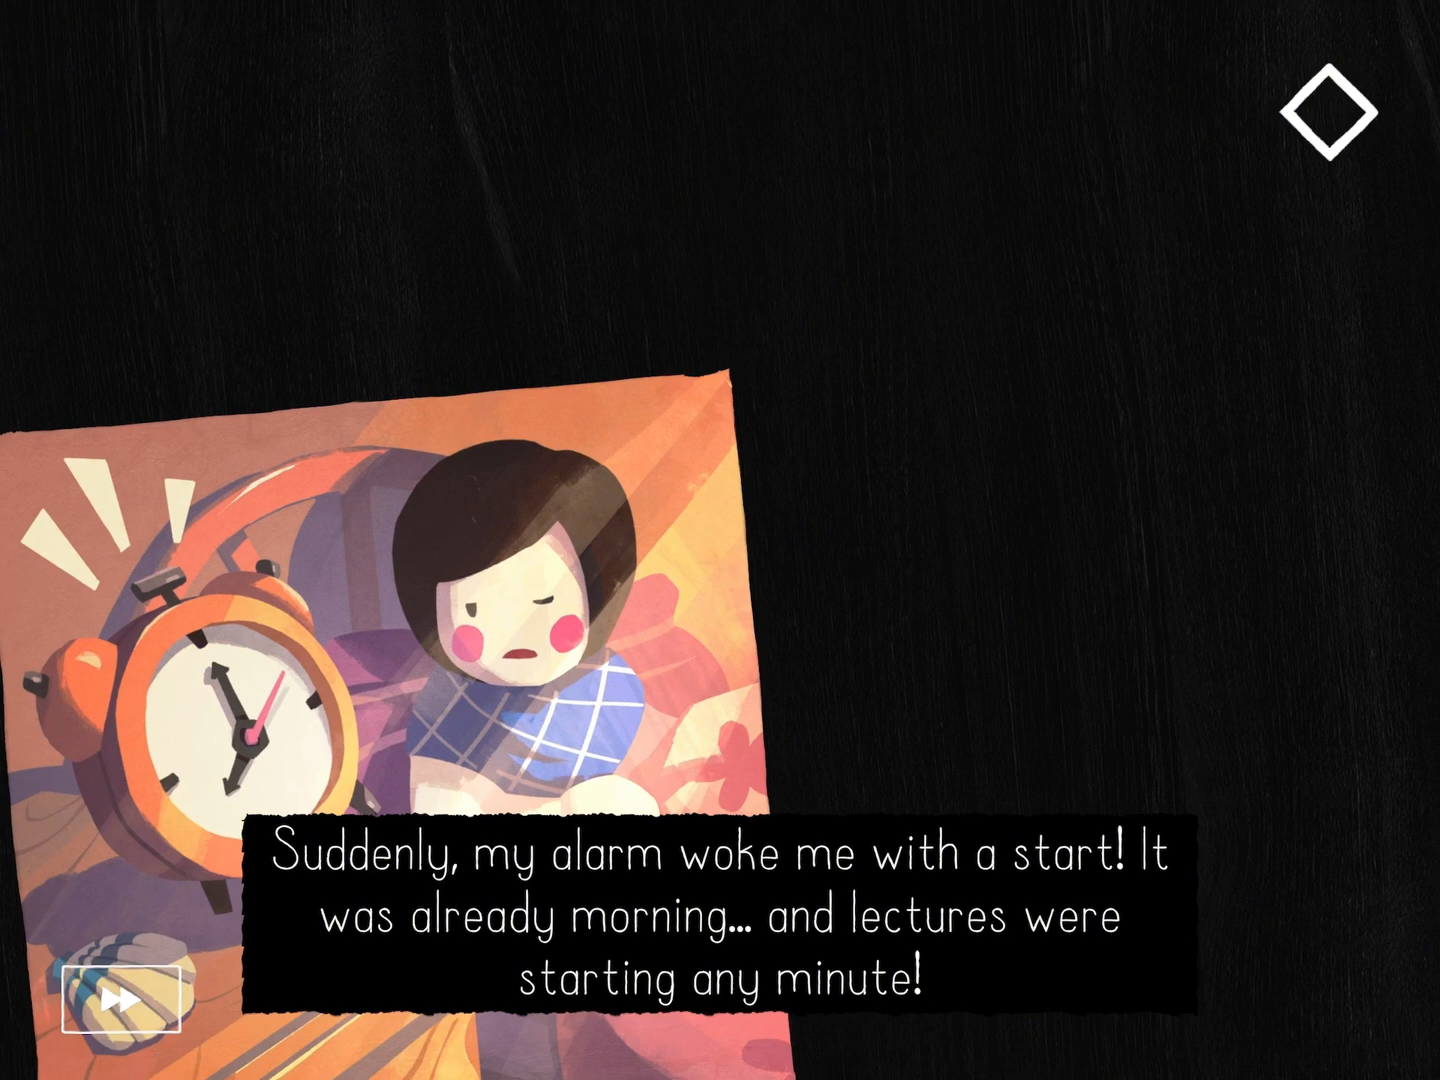 Suddenly, my alarm woke me with a start! It
was already morning... and lectures were
starting any minute!